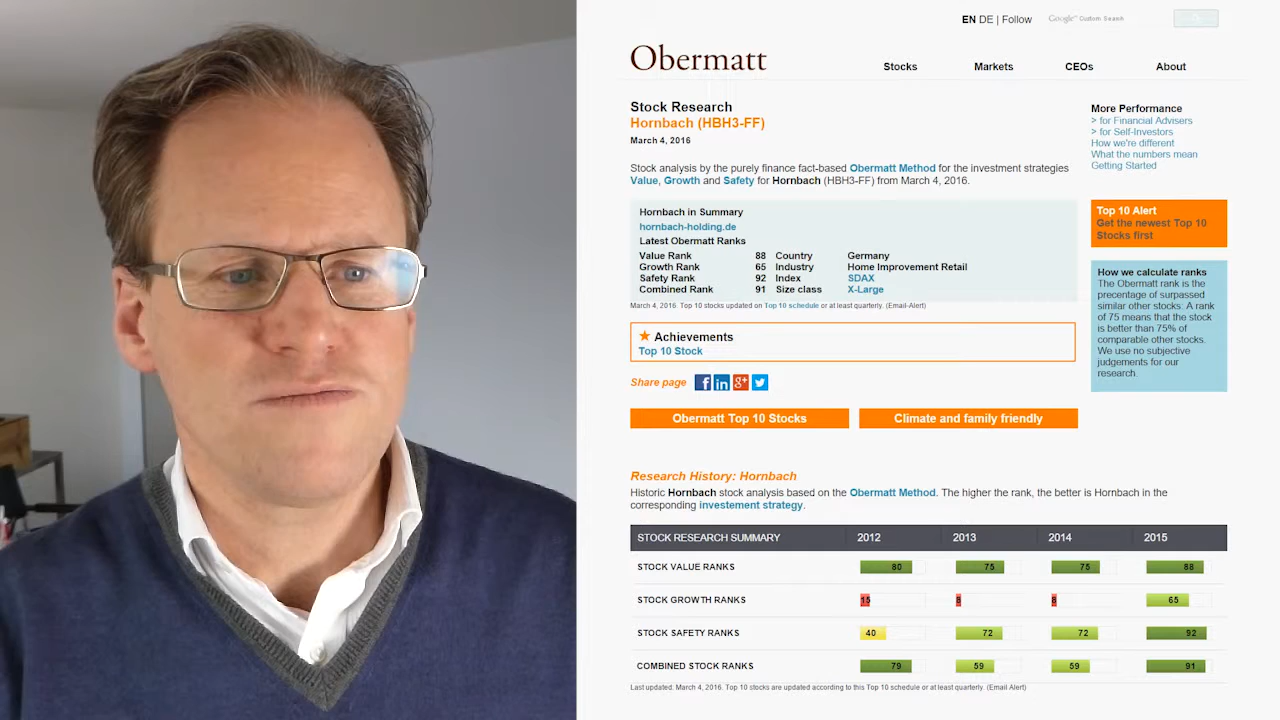 EN DE | Follow
Google™ Custom Search
Obermatt
Stocks
Markets
CEOs
About
Stock Research
Hornbach (HBH3-FF)
March 4, 2016
Stock analysis by the purely finance fact-based Obermatt Method for the investment strategies
Value, Growth and Safety for Hornbach (HBH3-FF) from March 4, 2016.
Hornbach in Summary
hornbach-holding.de
Latest Obermatt Ranks
Value Rank 88 Country Germany
Growth Rank 65 Industry Home Improvement Retail
Safety Rank 92 Index SDAX
Combined Rank 91 Size class X-Large
March 4, 2016. Top 10 stocks updated on Top 10 schedule or at least quarterly. (Email-Alert)
★ Achievements
Top 10 Stock
Share page
Obermatt Top 10 Stocks
Climate and family friendly
More Performance
> for Financial Advisers
> for Self-Investors
How we're different
What the numbers mean
Getting Started
Top 10 Alert
Get the newest Top 10
Stocks first
How we calculate ranks
The Obermatt rank is the
precentage of surpassed
similar other stocks. A rank
of 75 means that the stock
is better than 75% of
comparable other stocks.
We use no subjective
judgements for our
research.
Research History: Hornbach
Historic Hornbach stock analysis based on the Obermatt Method. The higher the rank, the better is Hornbach in the
corresponding investement strategy.
STOCK RESEARCH SUMMARY 2012 2013 2014 2015
STOCK VALUE RANKS 80 75 75 88
STOCK GROWTH RANKS 15 8 8 65
STOCK SAFETY RANKS 40 72 72 92
COMBINED STOCK RANKS 79 59 59 91
Last updated. March 4, 2016. Top 10 stocks are updated according to this Top 10 schedule or at least quarterly. (Email Alert)